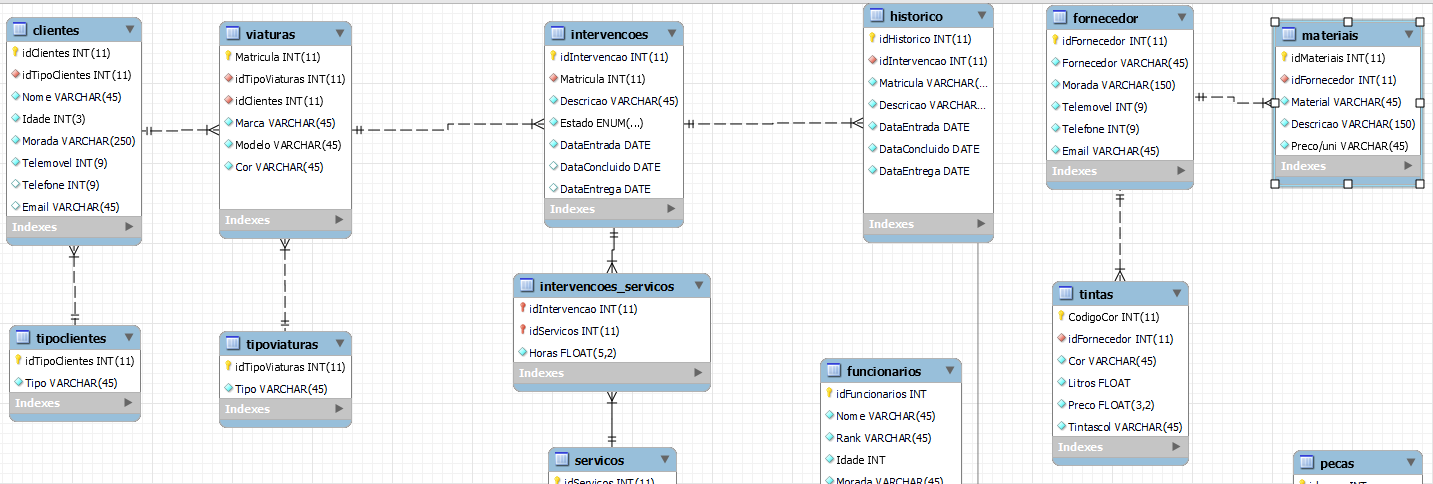 clientes
idClientes INT(11)
idTipoClientes INT(11)
Nome VARCHAR(45)
Idade INT(3)
Morada VARCHAR(250)
Telemovel INT(9)
Telefone INT(9)
Email VARCHAR(45)
Indexes
viaturas
Matricula INT(11)
idTipoViaturas INT(11)
idClientes INT(11)
Marca VARCHAR(45)
Modelo VARCHAR(45)
Cor VARCHAR(45)
Indexes
intervencoes
idIntervencao INT(11)
Matricula INT(11)
Descricao VARCHAR(45)
Estado ENUM(...)
DataEntrada DATE
DataConcluido DATE
DataEntrega DATE
Indexes
historico
idHistorico INT(11)
idIntervencao INT(11)
Matricula VARCHAR(...
Descricao VARCHAR...
DataEntrada DATE
DataConcluido DATE
DataEntrega DATE
Indexes
fornecedor
idFornecedor INT(11)
Fornecedor VARCHAR(45)
Morada VARCHAR(150)
Telemovel INT(9)
Telefone INT(9)
Email VARCHAR(45)
Indexes
materiais
idMateriais INT(11)
idFornecedor INT(11)
Material VARCHAR(45)
Descricao VARCHAR(150)
Preco/uni VARCHAR(45)
Indexes
tipoclientes
idTipoClientes INT(11)
Tipo VARCHAR(45)
Indexes
tipoviaturas
idTipoViaturas INT(11)
Tipo VARCHAR(45)
Indexes
intervencoes_servicos
idIntervencao INT(11)
idServicos INT(11)
Horas FLOAT(5,2)
Indexes
tintas
CodigoCor INT(11)
idFornecedor INT(11)
Cor VARCHAR(45)
Litros FLOAT
Preco FLOAT(3,2)
Tintascol VARCHAR(45)
Indexes
funcionarios
idFuncionarios INT
Nome VARCHAR(45)
Rank VARCHAR(45)
Idade INT
Morada VARCHAR(45)
servicos
idServicos INT(11)
pecas